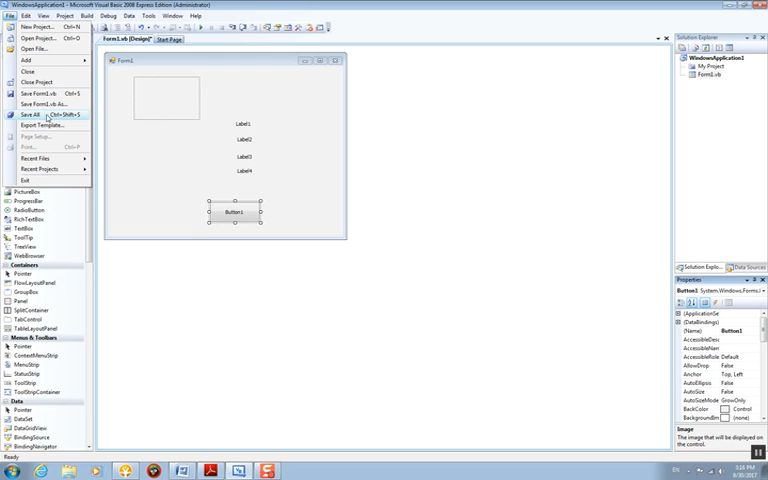 WindowsApplication1 - Microsoft Visual Basic 2008 Express Edition (Administrator)
File Edit View Project Build Debug Data Tools Window Help
New Project... Ctrl+N
Open Project... Ctrl+O
Open File...
Add
Close
Close Project
Save Form1.vb Ctrl+S
Save Form1.vb As...
Save All Ctrl+Shift+S
Export Template...
Page Setup...
Print... Ctrl+P
Recent Files
Recent Projects
Exit
PictureBox
ProgressBar
RadioButton
RichTextBox
TextBox
ToolTip
TreeView
WebBrowser
Containers
Pointer
FlowLayoutPanel
GroupBox
Panel
SplitContainer
TabControl
TableLayoutPanel
Menus & Toolbars
Pointer
ContextMenuStrip
MenuStrip
StatusStrip
ToolStrip
ToolStripContainer
Data
Pointer
DataSet
DataGridView
BindingSource
BindingNavigator
Form1.vb [Design]* Start Page
Form1
Label1
Label2
Label3
Label4
Button1
Solution Explorer
WindowsApplication1
My Project
Form1.vb
Solution Explo... Data Sources
Properties
Button1 System.Windows.Forms.
(ApplicationSe
(DataBindings)
(Name) Button1
AccessibleDesc
AccessibleNam
AccessibleRole Default
AllowDrop False
Anchor Top, Left
AutoEllipsis False
AutoSize False
AutoSizeMode GrowOnly
BackColor Control
BackgroundIm (none)
Image
The image that will be displayed on the control.
Ready
EN
3:16 PM
8/30/2017